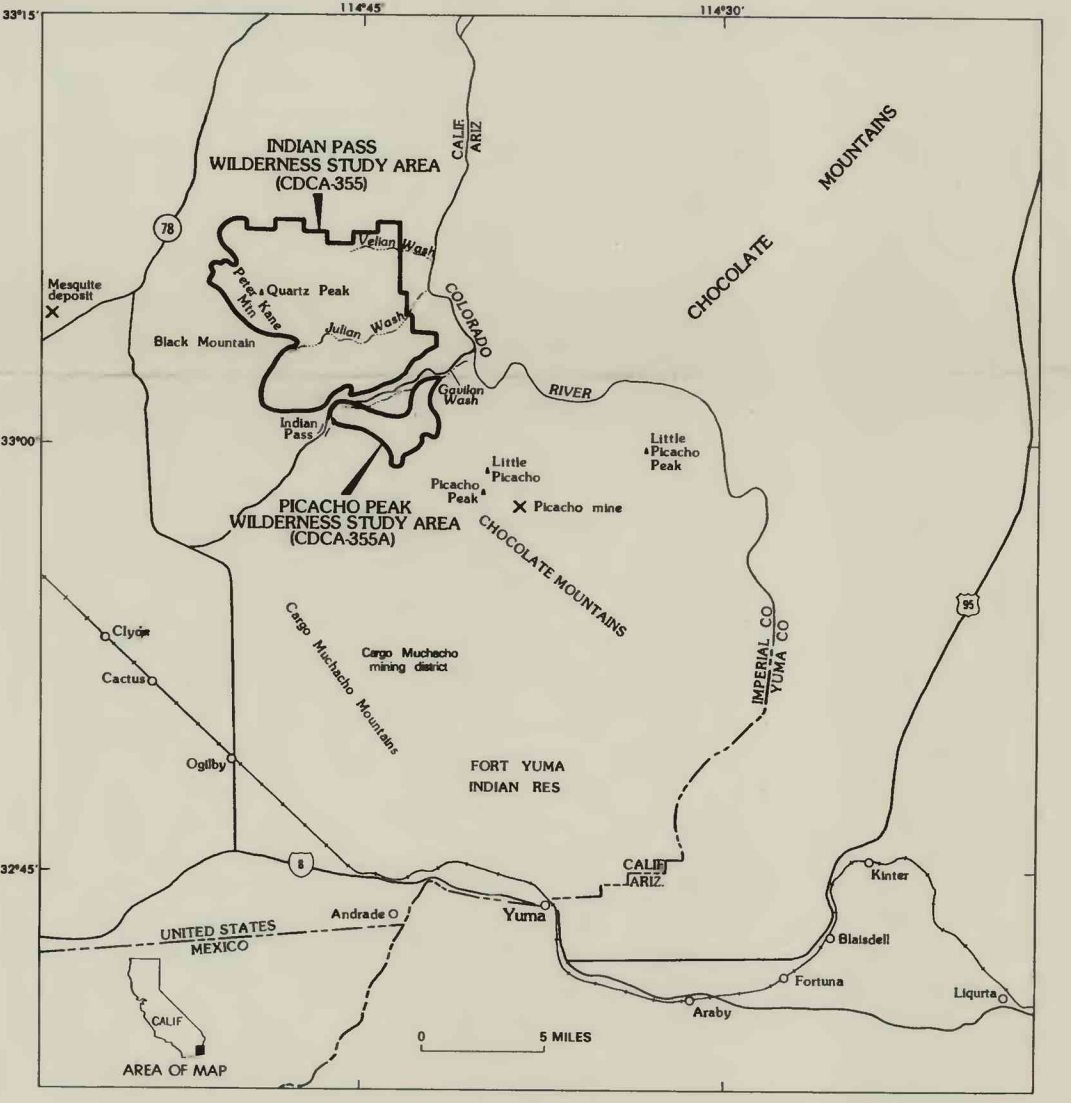 33°15'
114°45'
114°30'
CALIF.
ARIZ
MOUNTAINS
CHOCOLATE
INDIAN PASS
WILDERNESS STUDY AREA
(CDCA-355)
78
Velian Wash
Mesquite
deposit
Peter Kane
Mtn
Quartz Peak
COLORADO
Julian Wash
Black Mountain
RIVER
Gavilan
Wash
Indian
Pass
33°00'
Little
Picacho
Peak
Little
Picacho
Picacho
Peak
Picacho mine
PICACHO PEAK
WILDERNESS STUDY AREA
(CDCA-355A)
CHOCOLATE MOUNTAINS
95
Cargo Muchacho Mountains
Cargo Muchacho
mining district
IMPERIAL CO
YUMA CO
Cactus
Ogilby
FORT YUMA
INDIAN RES
32°45'
8
CALIF.
ARIZ.
Kinter
Andrade
Yuma
UNITED STATES
MEXICO
Blaisdell
Fortuna
Liqurta
Araby
CALIF
AREA OF MAP
0
5 MILES